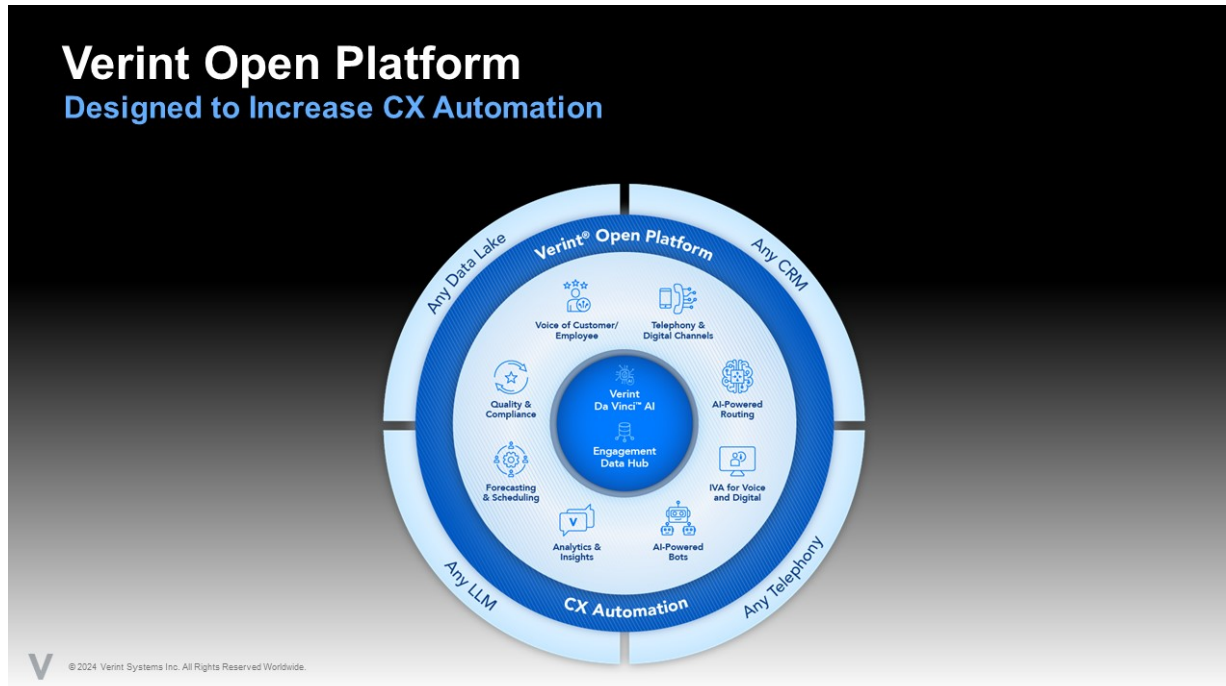 Verint Open Platform
Designed to Increase CX Automation
Any Data Lake
Any CRM
Verint® Open Platform
Voice of Customer/
Employee
Telephony &
Digital Channels
Quality &
Compliance
Verint
Da Vinci™ AI
AI-Powered
Routing
Engagement
Data Hub
Forecasting
& Scheduling
IVA for Voice
and Digital
Analytics &
Insights
AI-Powered
Bots
Any LLM
CX Automation
Any Telephony
V
© 2024 Verint Systems Inc. All Rights Reserved Worldwide.